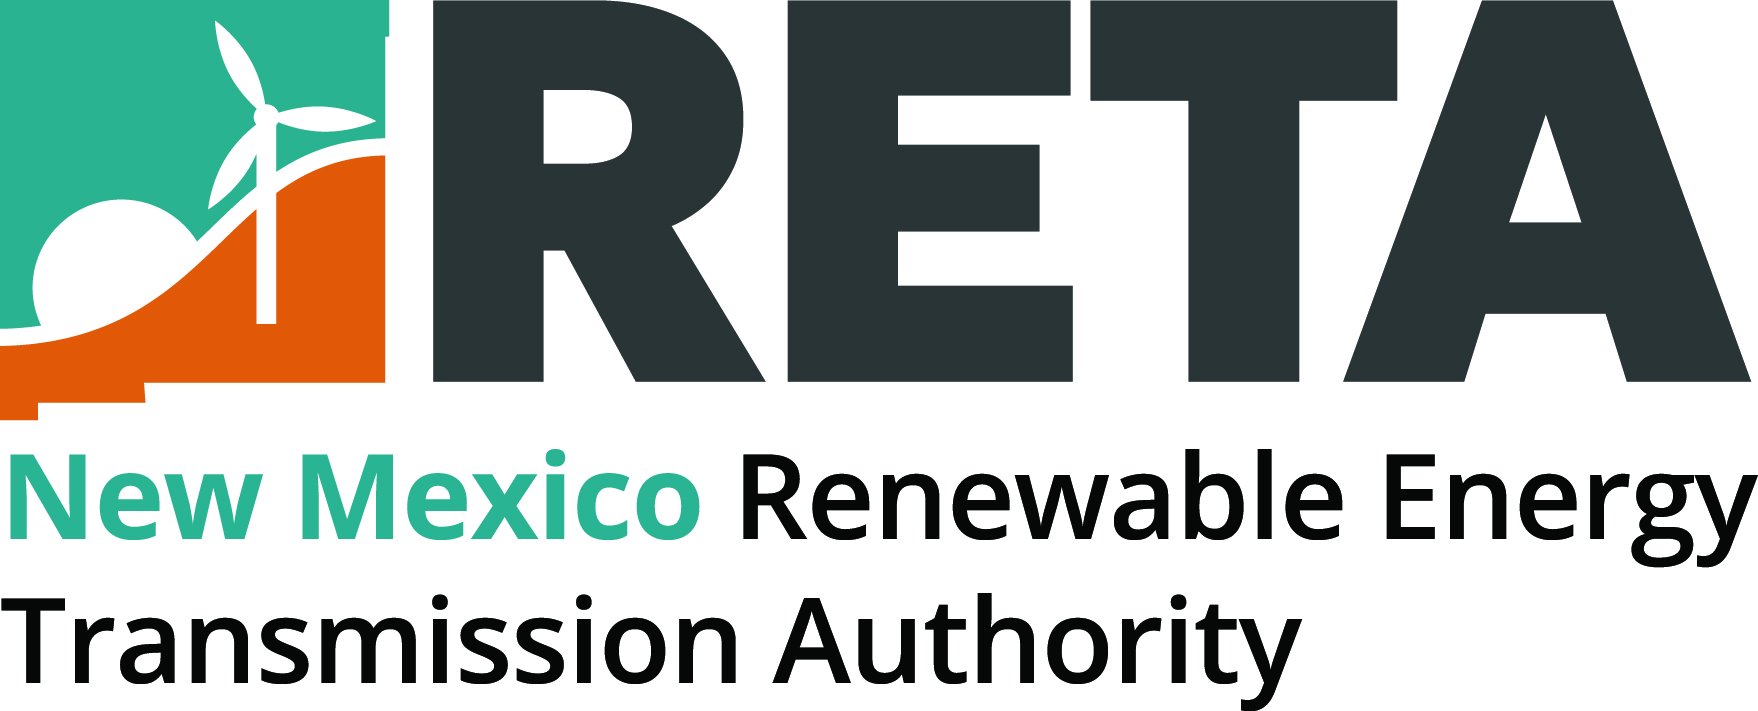 RETA
New Mexico Renewable Energy
Transmission Authority